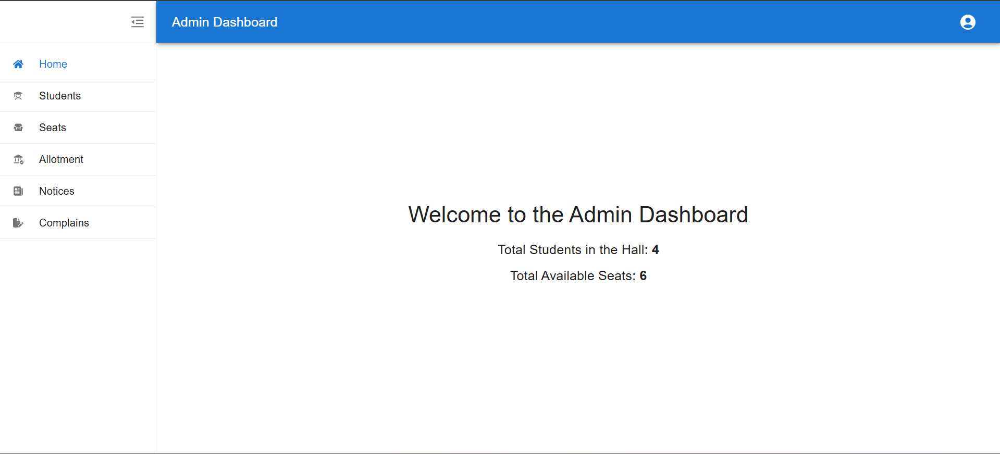 Admin Dashboard
Home
Students
Seats
Allotment
Notices
Complains
Welcome to the Admin Dashboard
Total Students in the Hall: 4
Total Available Seats: 6